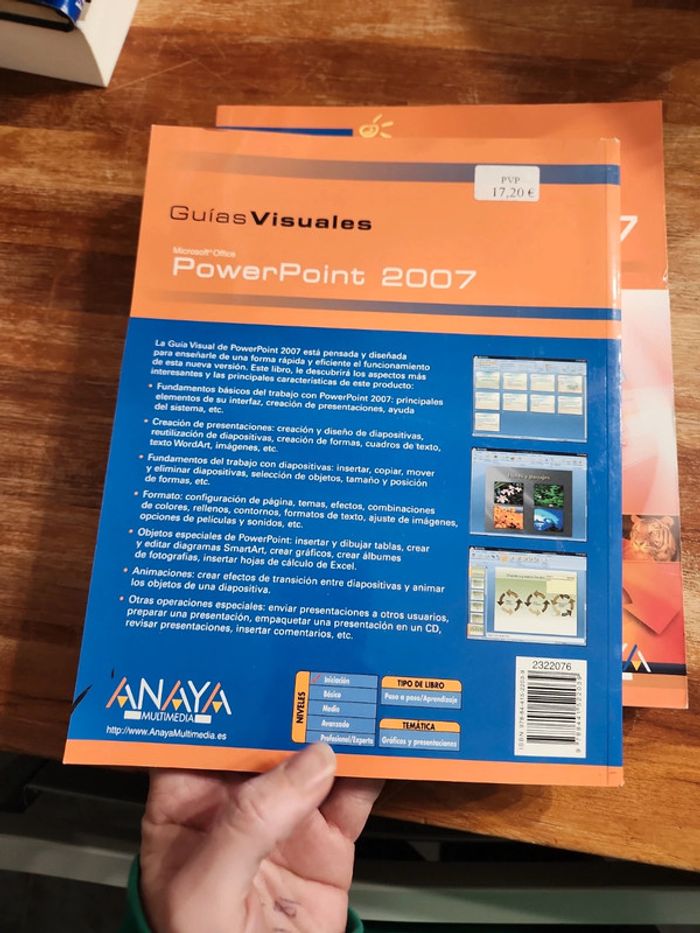 PVP
17,20 €
GuíasVisuales
Microsoft® Office
PowerPoint 2007
7
La Guía Visual de PowerPoint 2007 está pensada y diseñada
para enseñarle de una forma rápida y eficiente el funcionamiento
de esta nueva versión. Este libro, le descubrirá los aspectos más
interesantes y las principales características de este producto:
• Fundamentos básicos del trabajo con PowerPoint 2007: principales
elementos de su interfaz, creación de presentaciones, ayuda
del sistema, etc.
• Creación de presentaciones: creación y diseño de diapositivas,
reutilización de diapositivas, creación de formas, cuadros de texto,
texto WordArt, imágenes, etc.
• Fundamentos del trabajo con diapositivas: insertar, copiar, mover
y eliminar diapositivas, selección de objetos, tamaño y posición
de formas, etc.
• Formato: configuración de página, temas, efectos, combinaciones
de colores, rellenos, contornos, formatos de texto, ajuste de imágenes,
opciones de películas y sonidos, etc.
• Objetos especiales de PowerPoint: insertar y dibujar tablas, crear
y editar diagramas SmartArt, crear gráficos, crear álbumes
de fotografías, insertar hojas de cálculo de Excel.
• Animaciones: crear efectos de transición entre diapositivas y animar
los objetos de una diapositiva.
• Otras operaciones especiales: enviar presentaciones a otros usuarios,
preparar una presentación, empaquetar una presentación en un CD,
revisar presentaciones, insertar comentarios, etc.
ANAYA
MULTIMEDIA
http://www.AnayaMultimedia.es
NIVELES
Iniciación
Básico
Medio
Avanzado
Profesional/Experto
TIPO DE LIBRO
Paso a paso/Aprendizaje
TEMÁTICA
Gráficos y presentaciones
2322076
ISBN: 978-84-415-2203-9
9 788441 522039